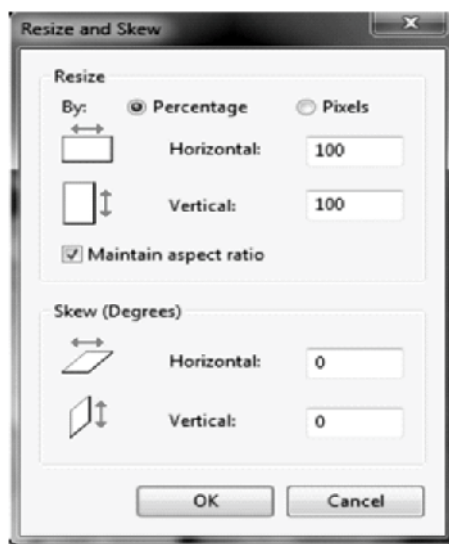 Resize and Skew
Resize
By: Percentage Pixels
Horizontal: 100
Vertical: 100
Maintain aspect ratio
Skew (Degrees)
Horizontal: 0
Vertical: 0
OK Cancel